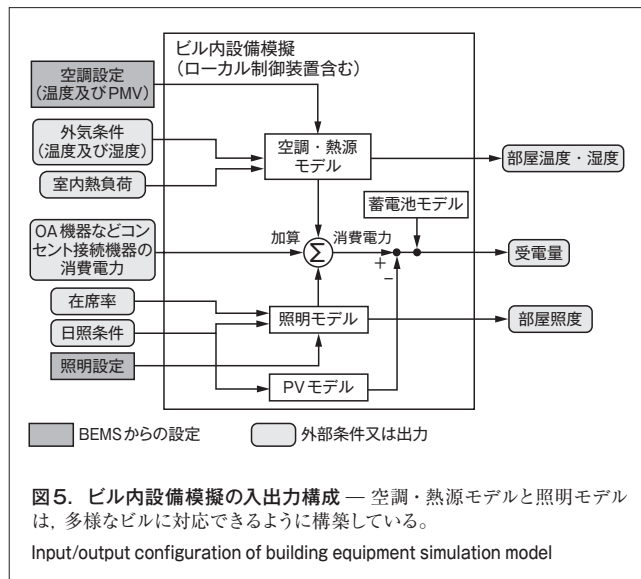 ビル内設備模擬
(ローカル制御装置含む)
空調設定
(温度及びPMV)
外気条件
(温度及び湿度)
室内熱負荷
空調・熱源
モデル
部屋温度・湿度
蓄電池モデル
OA機器などコン
セント接続機器の
消費電力
加算
Σ
消費電力
+
−
受電量
在席率
日照条件
照明設定
照明モデル
部屋照度
PVモデル
BEMSからの設定
外部条件又は出力
図5. ビル内設備模擬の入出力構成 — 空調・熱源モデルと照明モデル
は,多様なビルに対応できるように構築している。
Input/output configuration of building equipment simulation model